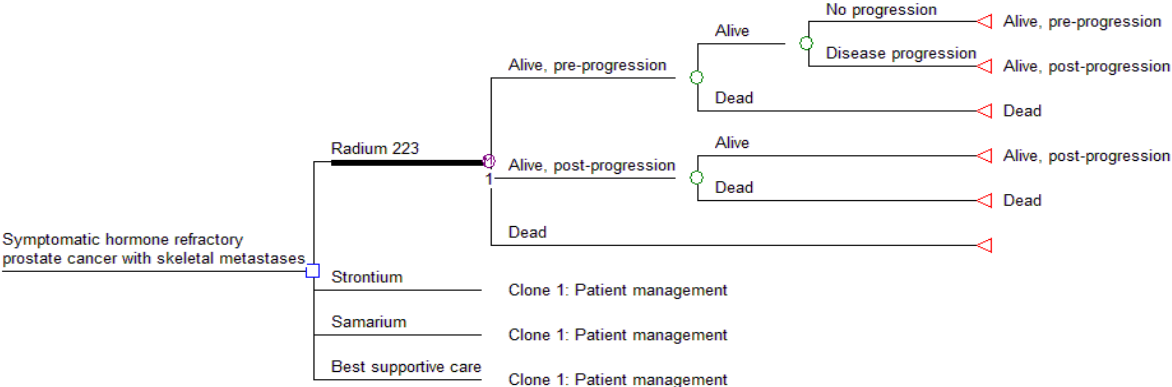 No progression
Alive, pre-progression
Alive
Disease progression
Alive, post-progression
Alive, pre-progression
Dead
Dead
Radium 223
M
1
Alive, post-progression
Alive
Alive, post-progression
Dead
Dead
Dead
Symptomatic hormone refractory
prostate cancer with skeletal metastases
Strontium
Clone 1: Patient management
Samarium
Clone 1: Patient management
Best supportive care
Clone 1: Patient management